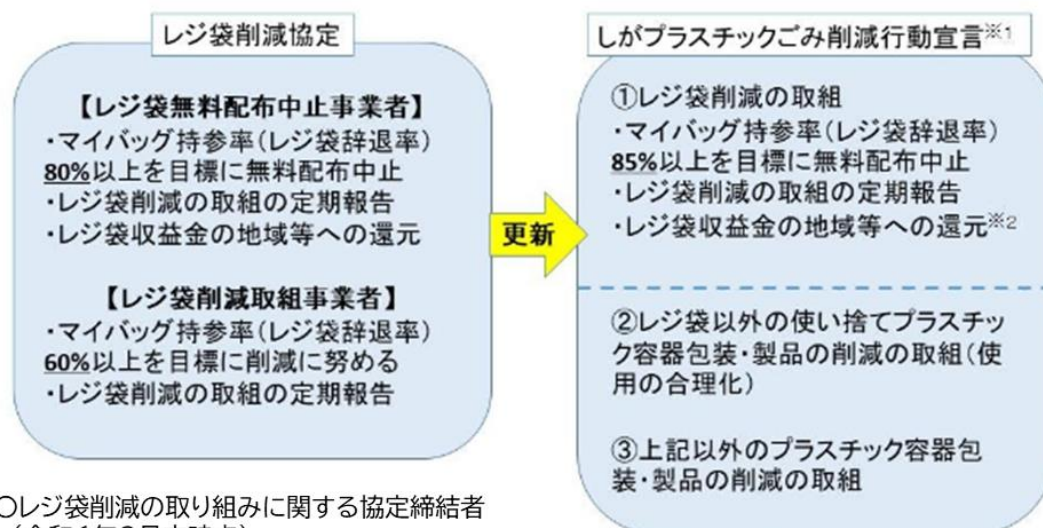 レジ袋削減協定
【レジ袋無料配布中止事業者】
・マイバッグ持参率(レジ袋辞退率)
80%以上を目標に無料配布中止
・レジ袋削減の取組の定期報告
・レジ袋収益金の地域等への還元
【レジ袋削減取組事業者】
・マイバッグ持参率(レジ袋辞退率)
60%以上を目標に削減に努める
・レジ袋削減の取組の定期報告
更新
しがプラスチックごみ削減行動宣言※1
①レジ袋削減の取組
・マイバッグ持参率(レジ袋辞退率)
85%以上を目標に無料配布中止
・レジ袋削減の取組の定期報告
・レジ袋収益金の地域等への還元※2
②レジ袋以外の使い捨てプラスチッ
ク容器包装・製品の削減の取組(使
用の合理化)
③上記以外のプラスチック容器包
装・製品の削減の取組
〇レジ袋削減の取り組みに関する協定締結者